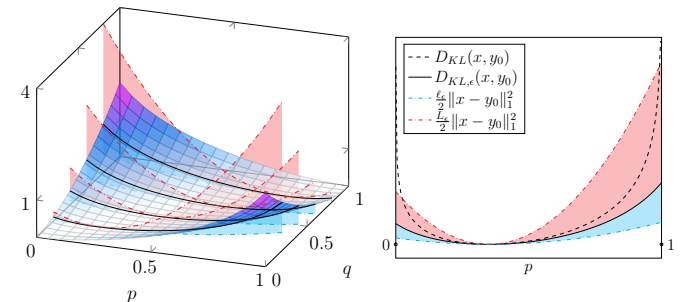 4
1
0
0.5
1
0
0.5
1
p
q
D_{KL}(x, y_0)
D_{KL,ϵ}(x, y_0)
\frac{ℓ_ϵ}{2}‖x − y_0‖_1^2
\frac{L_ϵ}{2}‖x − y_0‖_1^2
0
1
p